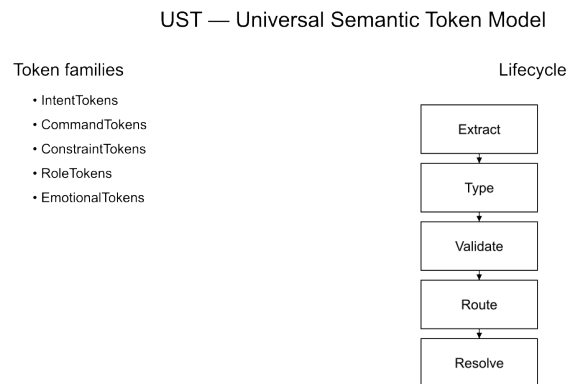 UST — Universal Semantic Token Model
Token families
• IntentTokens
• CommandTokens
• ConstraintTokens
• RoleTokens
• EmotionalTokens
Lifecycle
Extract
Type
Validate
Route
Resolve